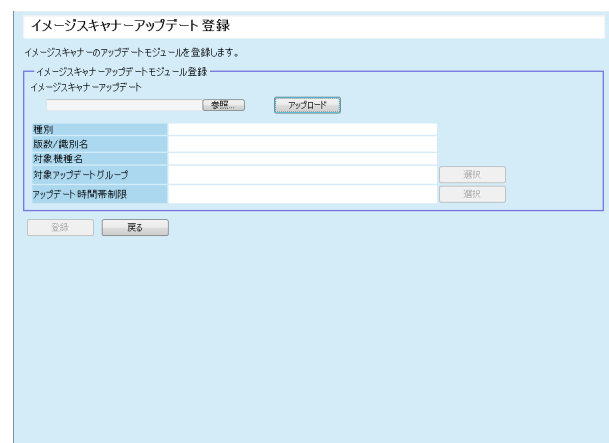 イメージスキャナーアップデート 登録
イメージスキャナーのアップデートモジュールを登録します。
イメージスキャナーアップデートモジュール登録
イメージスキャナーアップデート
参照... アップロード
種別
版数/識別名
対象機種名
対象アップデートグループ 選択
アップデート時間帯制限 選択
登録 戻る